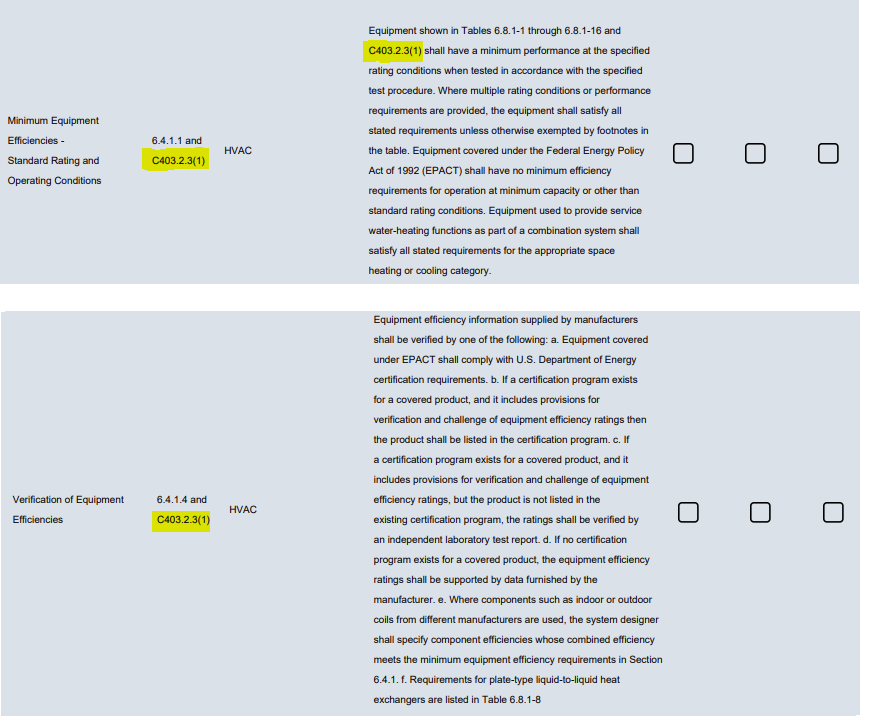 Equipment shown in Tables 6.8.1-1 through 6.8.1-16 and
C403.2.3(1) shall have a minimum performance at the specified
rating conditions when tested in accordance with the specified
test procedure. Where multiple rating conditions or performance
requirements are provided, the equipment shall satisfy all
stated requirements unless otherwise exempted by footnotes in
the table. Equipment covered under the Federal Energy Policy
Act of 1992 (EPACT) shall have no minimum efficiency
requirements for operation at minimum capacity or other than
standard rating conditions. Equipment used to provide service
water-heating functions as part of a combination system shall
satisfy all stated requirements for the appropriate space
heating or cooling category.
Minimum Equipment
Efficiencies -
Standard Rating and
Operating Conditions
6.4.1.1 and
C403.2.3(1)
HVAC
Equipment efficiency information supplied by manufacturers
shall be verified by one of the following: a. Equipment covered
under EPACT shall comply with U.S. Department of Energy
certification requirements. b. If a certification program exists
for a covered product, and it includes provisions for
verification and challenge of equipment efficiency ratings then
the product shall be listed in the certification program. c. If
a certification program exists for a covered product, and it
includes provisions for verification and challenge of equipment
efficiency ratings, but the product is not listed in the
existing certification program, the ratings shall be verified by
an independent laboratory test report. d. If no certification
program exists for a covered product, the equipment efficiency
ratings shall be supported by data furnished by the
manufacturer. e. Where components such as indoor or outdoor
coils from different manufacturers are used, the system designer
shall specify component efficiencies whose combined efficiency
meets the minimum equipment efficiency requirements in Section
6.4.1. f. Requirements for plate-type liquid-to-liquid heat
exchangers are listed in Table 6.8.1-8
Verification of Equipment
Efficiencies
6.4.1.4 and
C403.2.3(1)
HVAC